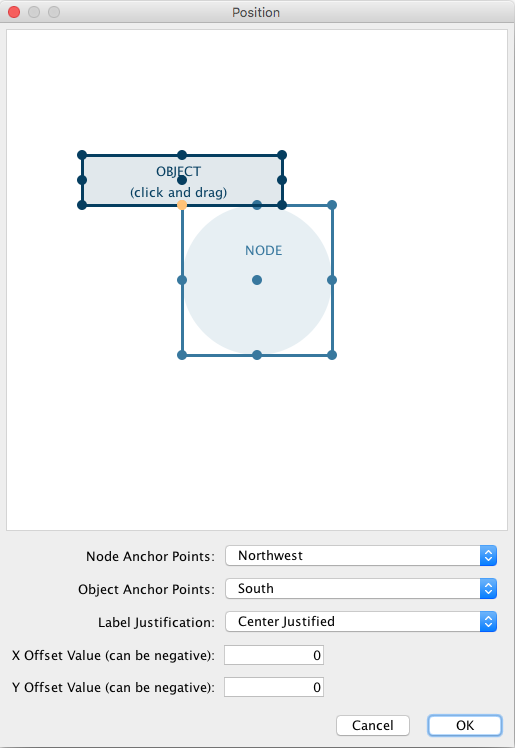 Position
OBJECT
(click and drag)
NODE
Node Anchor Points: Northwest
Object Anchor Points: South
Label Justification: Center Justified
X Offset Value (can be negative): 0
Y Offset Value (can be negative): 0
Cancel OK